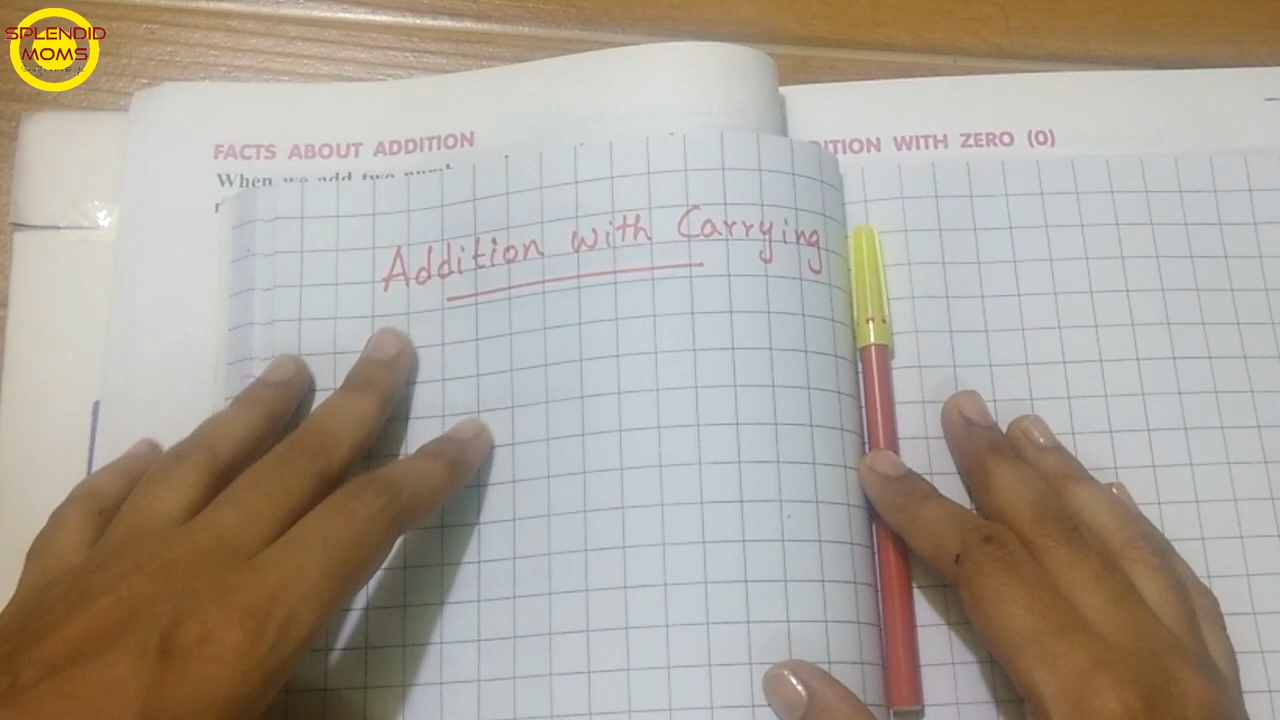 SPLENDID
MOMS
FACTS ABOUT ADDITION
When we add two
DITION WITH ZERO (0)
Addition with Carrying